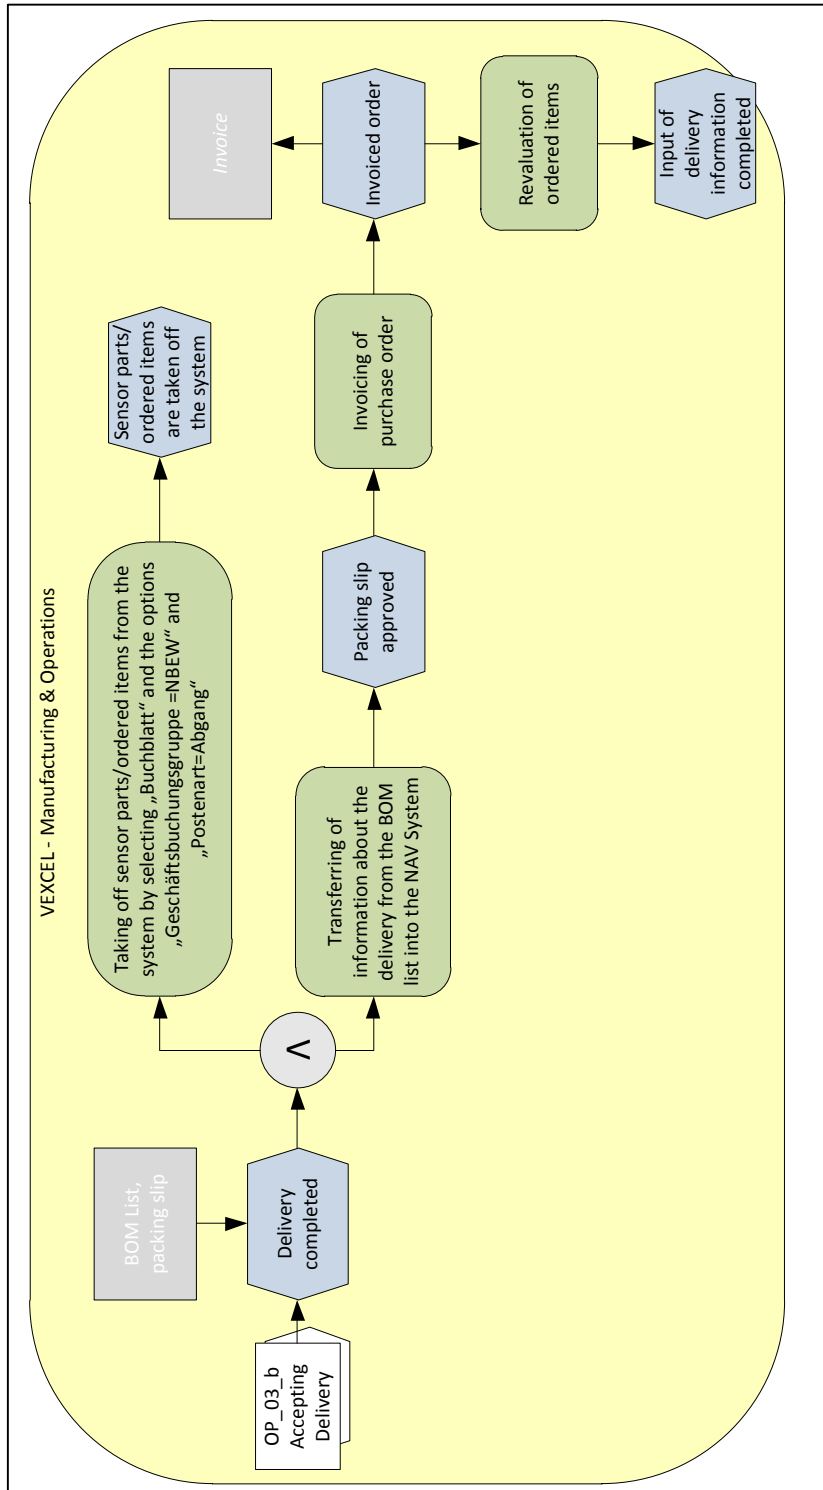 VEXCEL - Manufacturing & Operations
OP_03_b
Accepting
Delivery
BOM List,
packing slip
Delivery
completed
V
Taking off sensor parts/ordered items from the
system by selecting „Buchblatt“ and the options
„Geschäftsbuchungsgruppe =NBEW“ and
„Postenart=Abgang“
Sensor parts/
ordered items
are taken off
the system
Transferring of
information about the
delivery from the BOM
list into the NAV System
Packing slip
approved
Invoicing of
purchase order
Invoice
Invoiced order
Revaluation of
ordered items
Input of
delivery
information
completed